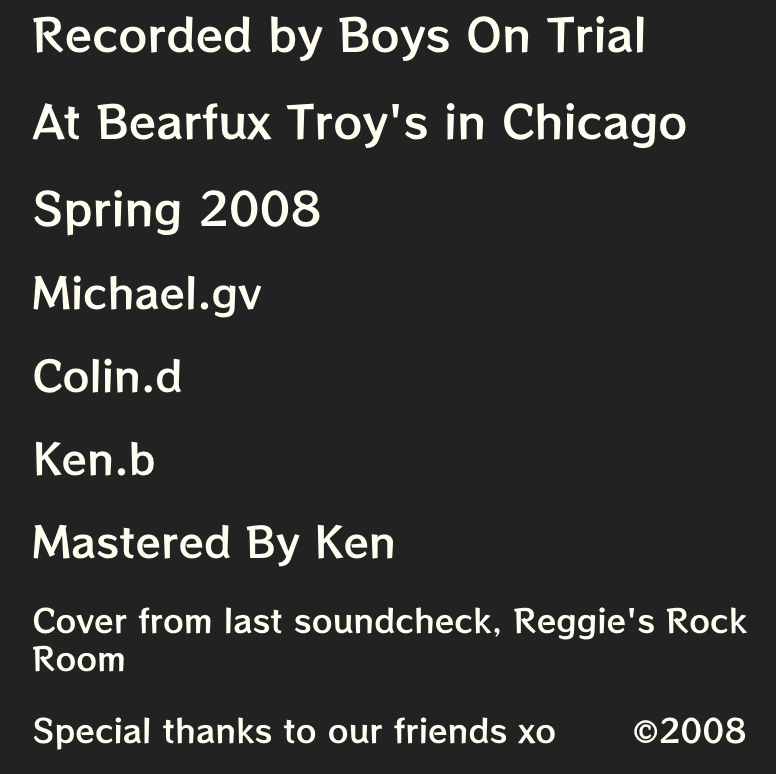 Recorded by Boys On Trial
At Bearfux Troy's in Chicago
Spring 2008
Michael.gv
Colin.d
Ken.b
Mastered By Ken
Cover from last soundcheck, Reggie's Rock
Room
Special thanks to our friends xo ©2008